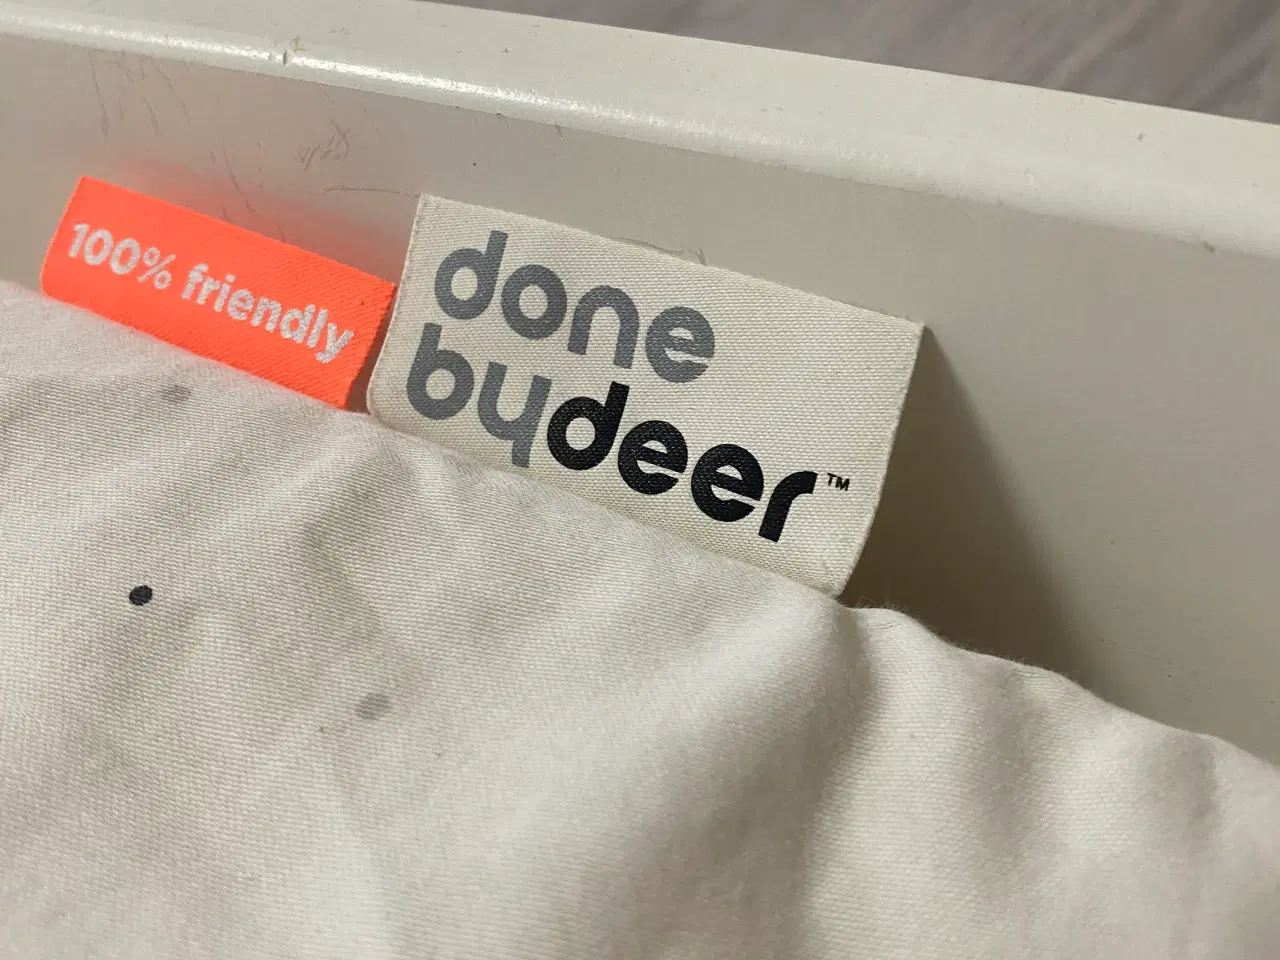 100% friendly
done
bydeer™